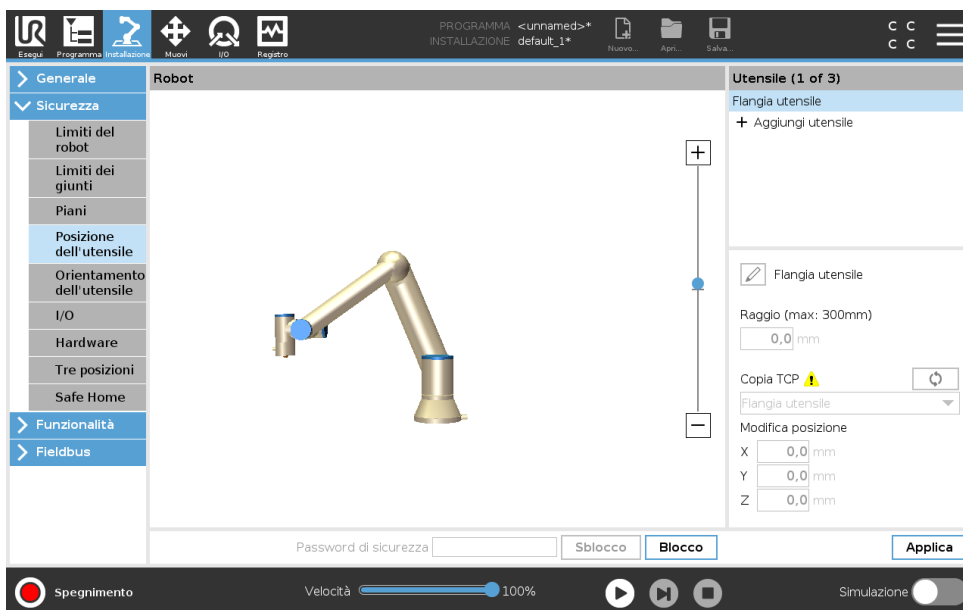 UR
PROGRAMMA <unnamed>*
INSTALLAZIONE default_1*
Esegui Programma Installazione Muovi I/O Registro
Nuovo... Apri... Salva...
C C
C C
Generale
Sicurezza
Limiti del
robot
Limiti dei
giunti
Piani
Posizione
dell'utensile
Orientamento
dell'utensile
I/O
Hardware
Tre posizioni
Safe Home
Funzionalità
Fieldbus
Robot
Utensile (1 of 3)
Flangia utensile
+ Aggiungi utensile
Flangia utensile
Raggio (max: 300mm)
0,0 mm
Copia TCP
Flangia utensile
Modifica posizione
X 0,0 mm
Y 0,0 mm
Z 0,0 mm
Password di sicurezza Sblocco Blocco Applica
Spegnimento Velocità 100% Simulazione